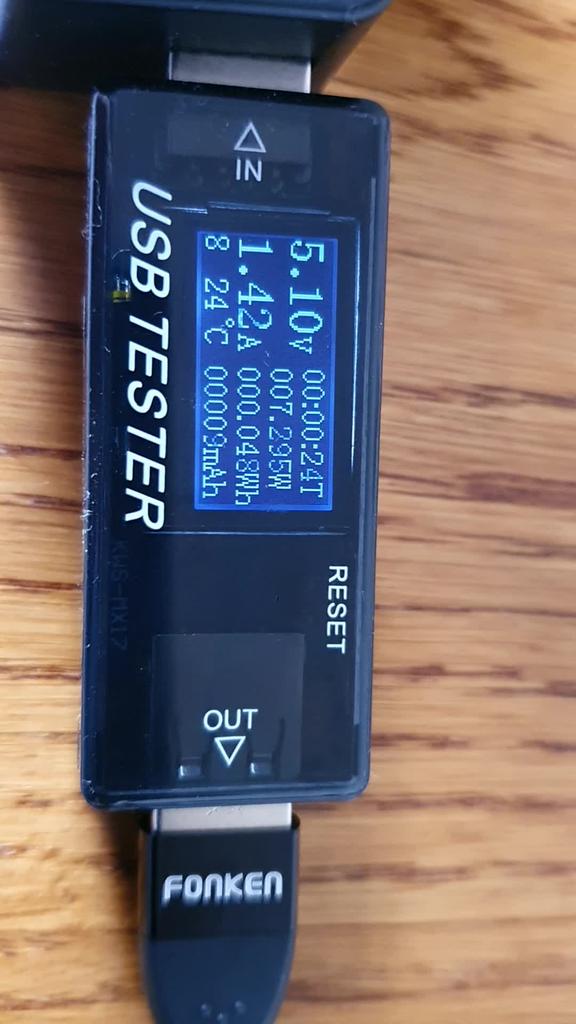 IN
USB TESTER
5.10V 00:00:24T
007.295W
1.42A 000.048Wh
8 24°C 00009mAh
KWS-MX17
RESET
OUT
FONKEN